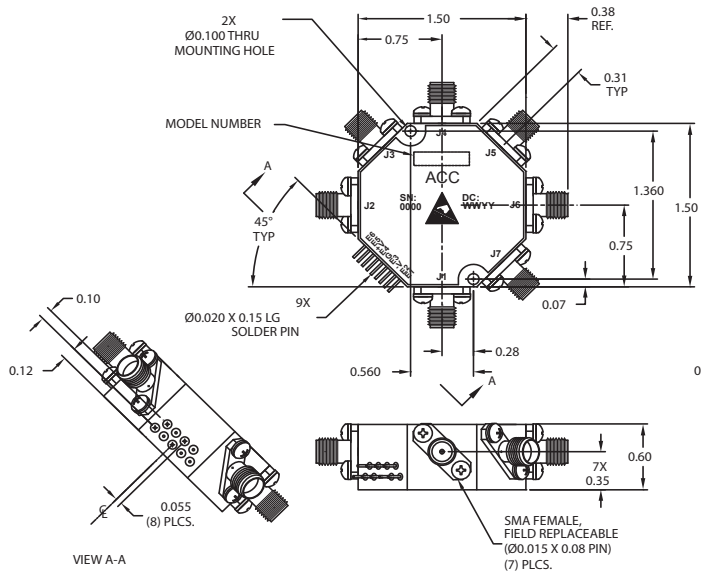 2X
Ø0.100 THRU
MOUNTING HOLE
1.50
0.75
0.38
REF.
0.31
TYP
MODEL NUMBER
J4
J3
J5
ACC
A
J2
SN:
0000
DC:
WWYY
J6
1.360
1.50
0.75
45°
TYP
J7
J1
0.07
9X
Ø0.020 X 0.15 LG
SOLDER PIN
0.28
0.560
A
0.10
0.12
0
0.60
7X
0.35
0.055
(8) PLCS.
SMA FEMALE,
FIELD REPLACEABLE
(Ø0.015 X 0.08 PIN)
(7) PLCS.
VIEW A-A